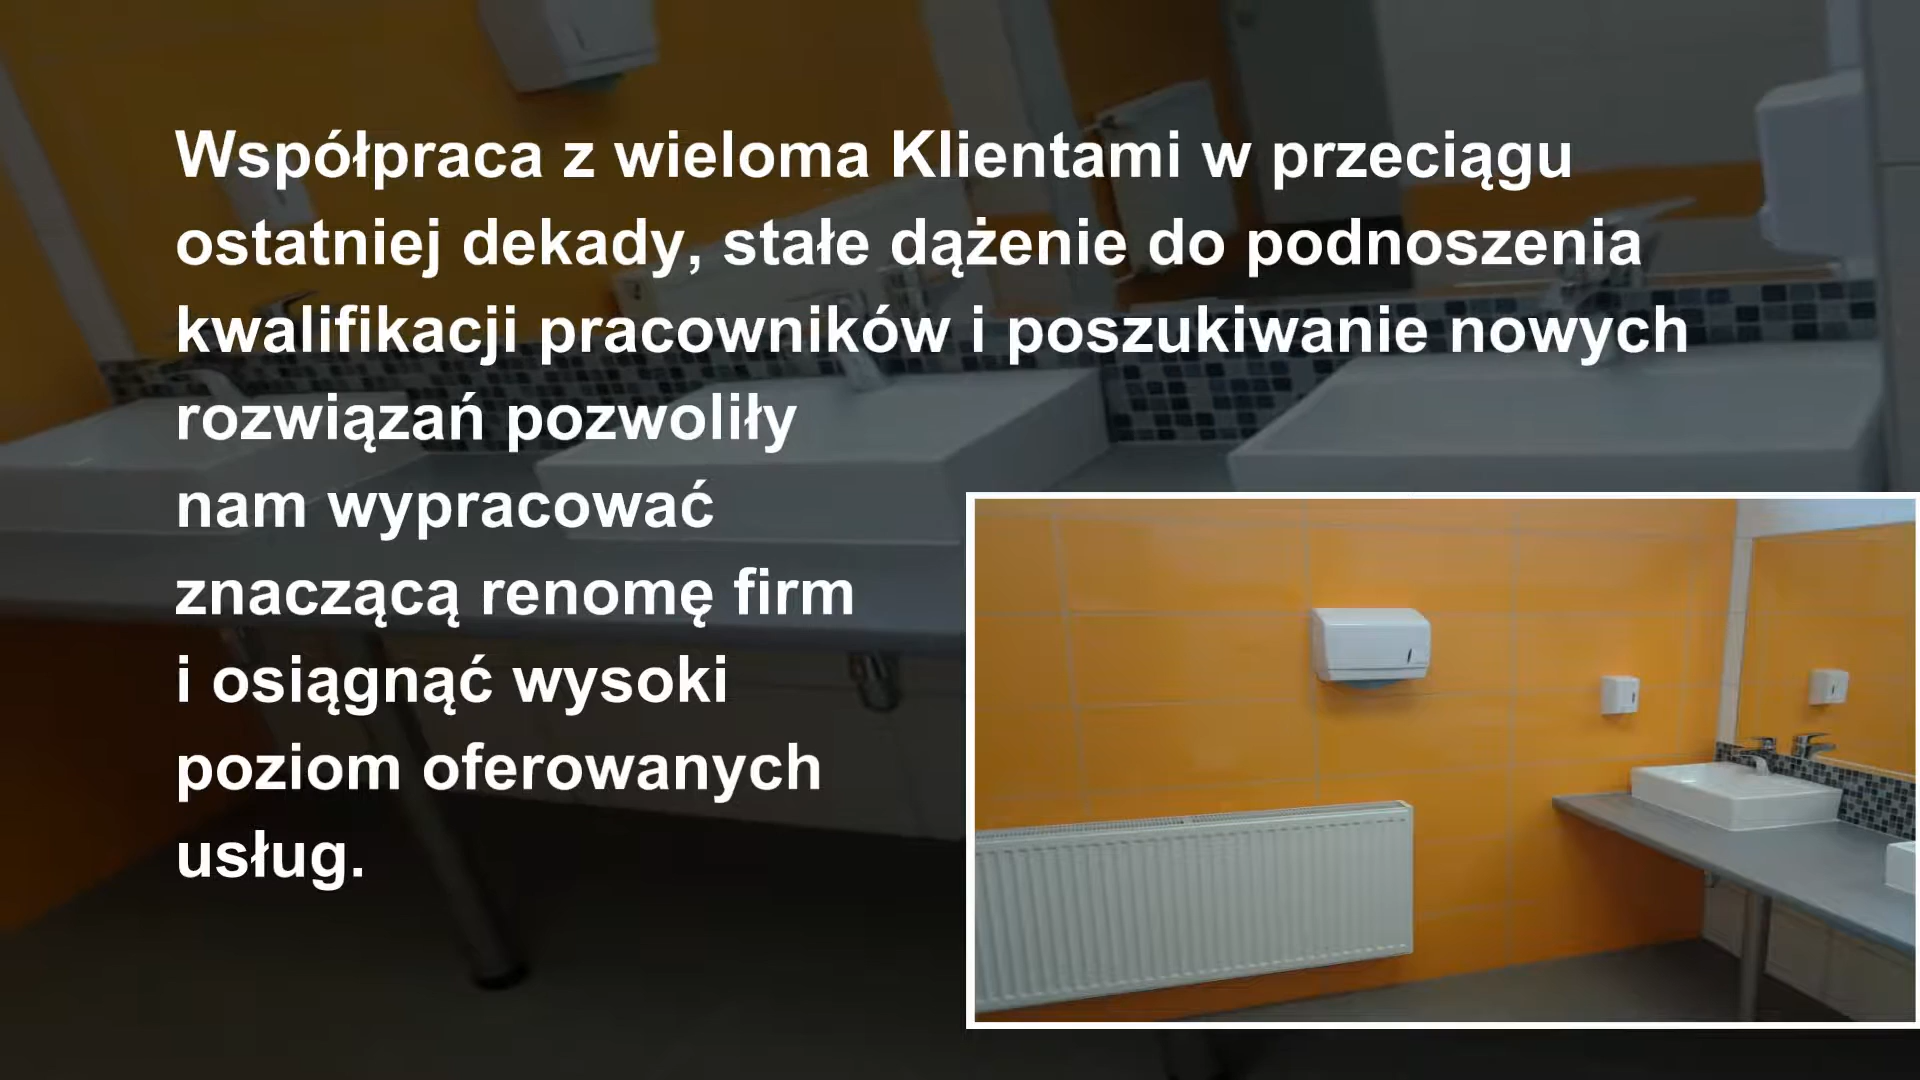 Współpraca z wieloma Klientami w przeciągu
ostatniej dekady, stałe dążenie do podnoszenia
kwalifikacji pracowników i poszukiwanie nowych
rozwiązań pozwoliły
nam wypracować
znaczącą renomę firm
i osiągnąć wysoki
poziom oferowanych
usług.